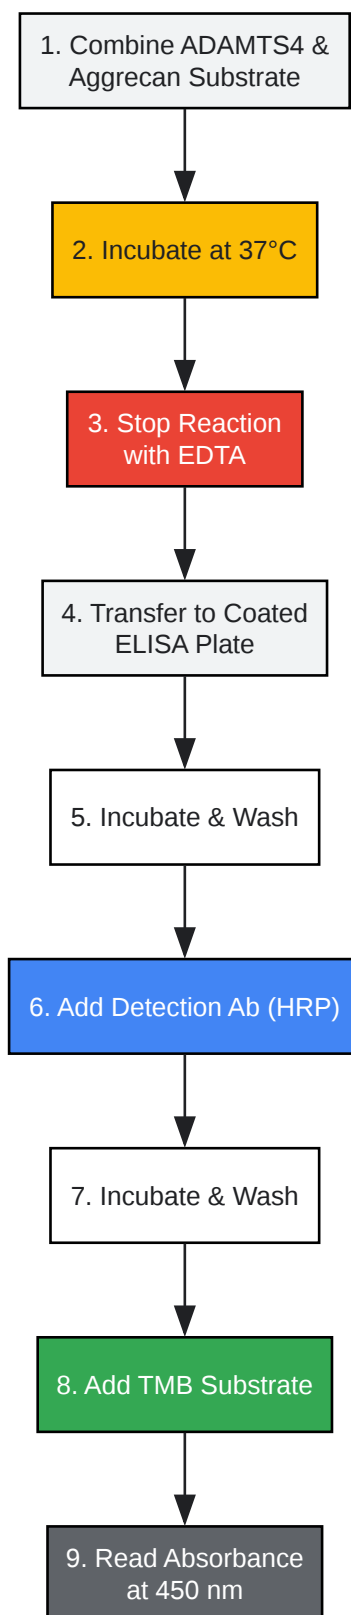 1. Combine ADAMTS4 &
Aggrecan Substrate
2. Incubate at 37°C
3. Stop Reaction
with EDTA
4. Transfer to Coated
ELISA Plate
5. Incubate & Wash
6. Add Detection Ab (HRP)
7. Incubate & Wash
8. Add TMB Substrate
9. Read Absorbance
at 450 nm